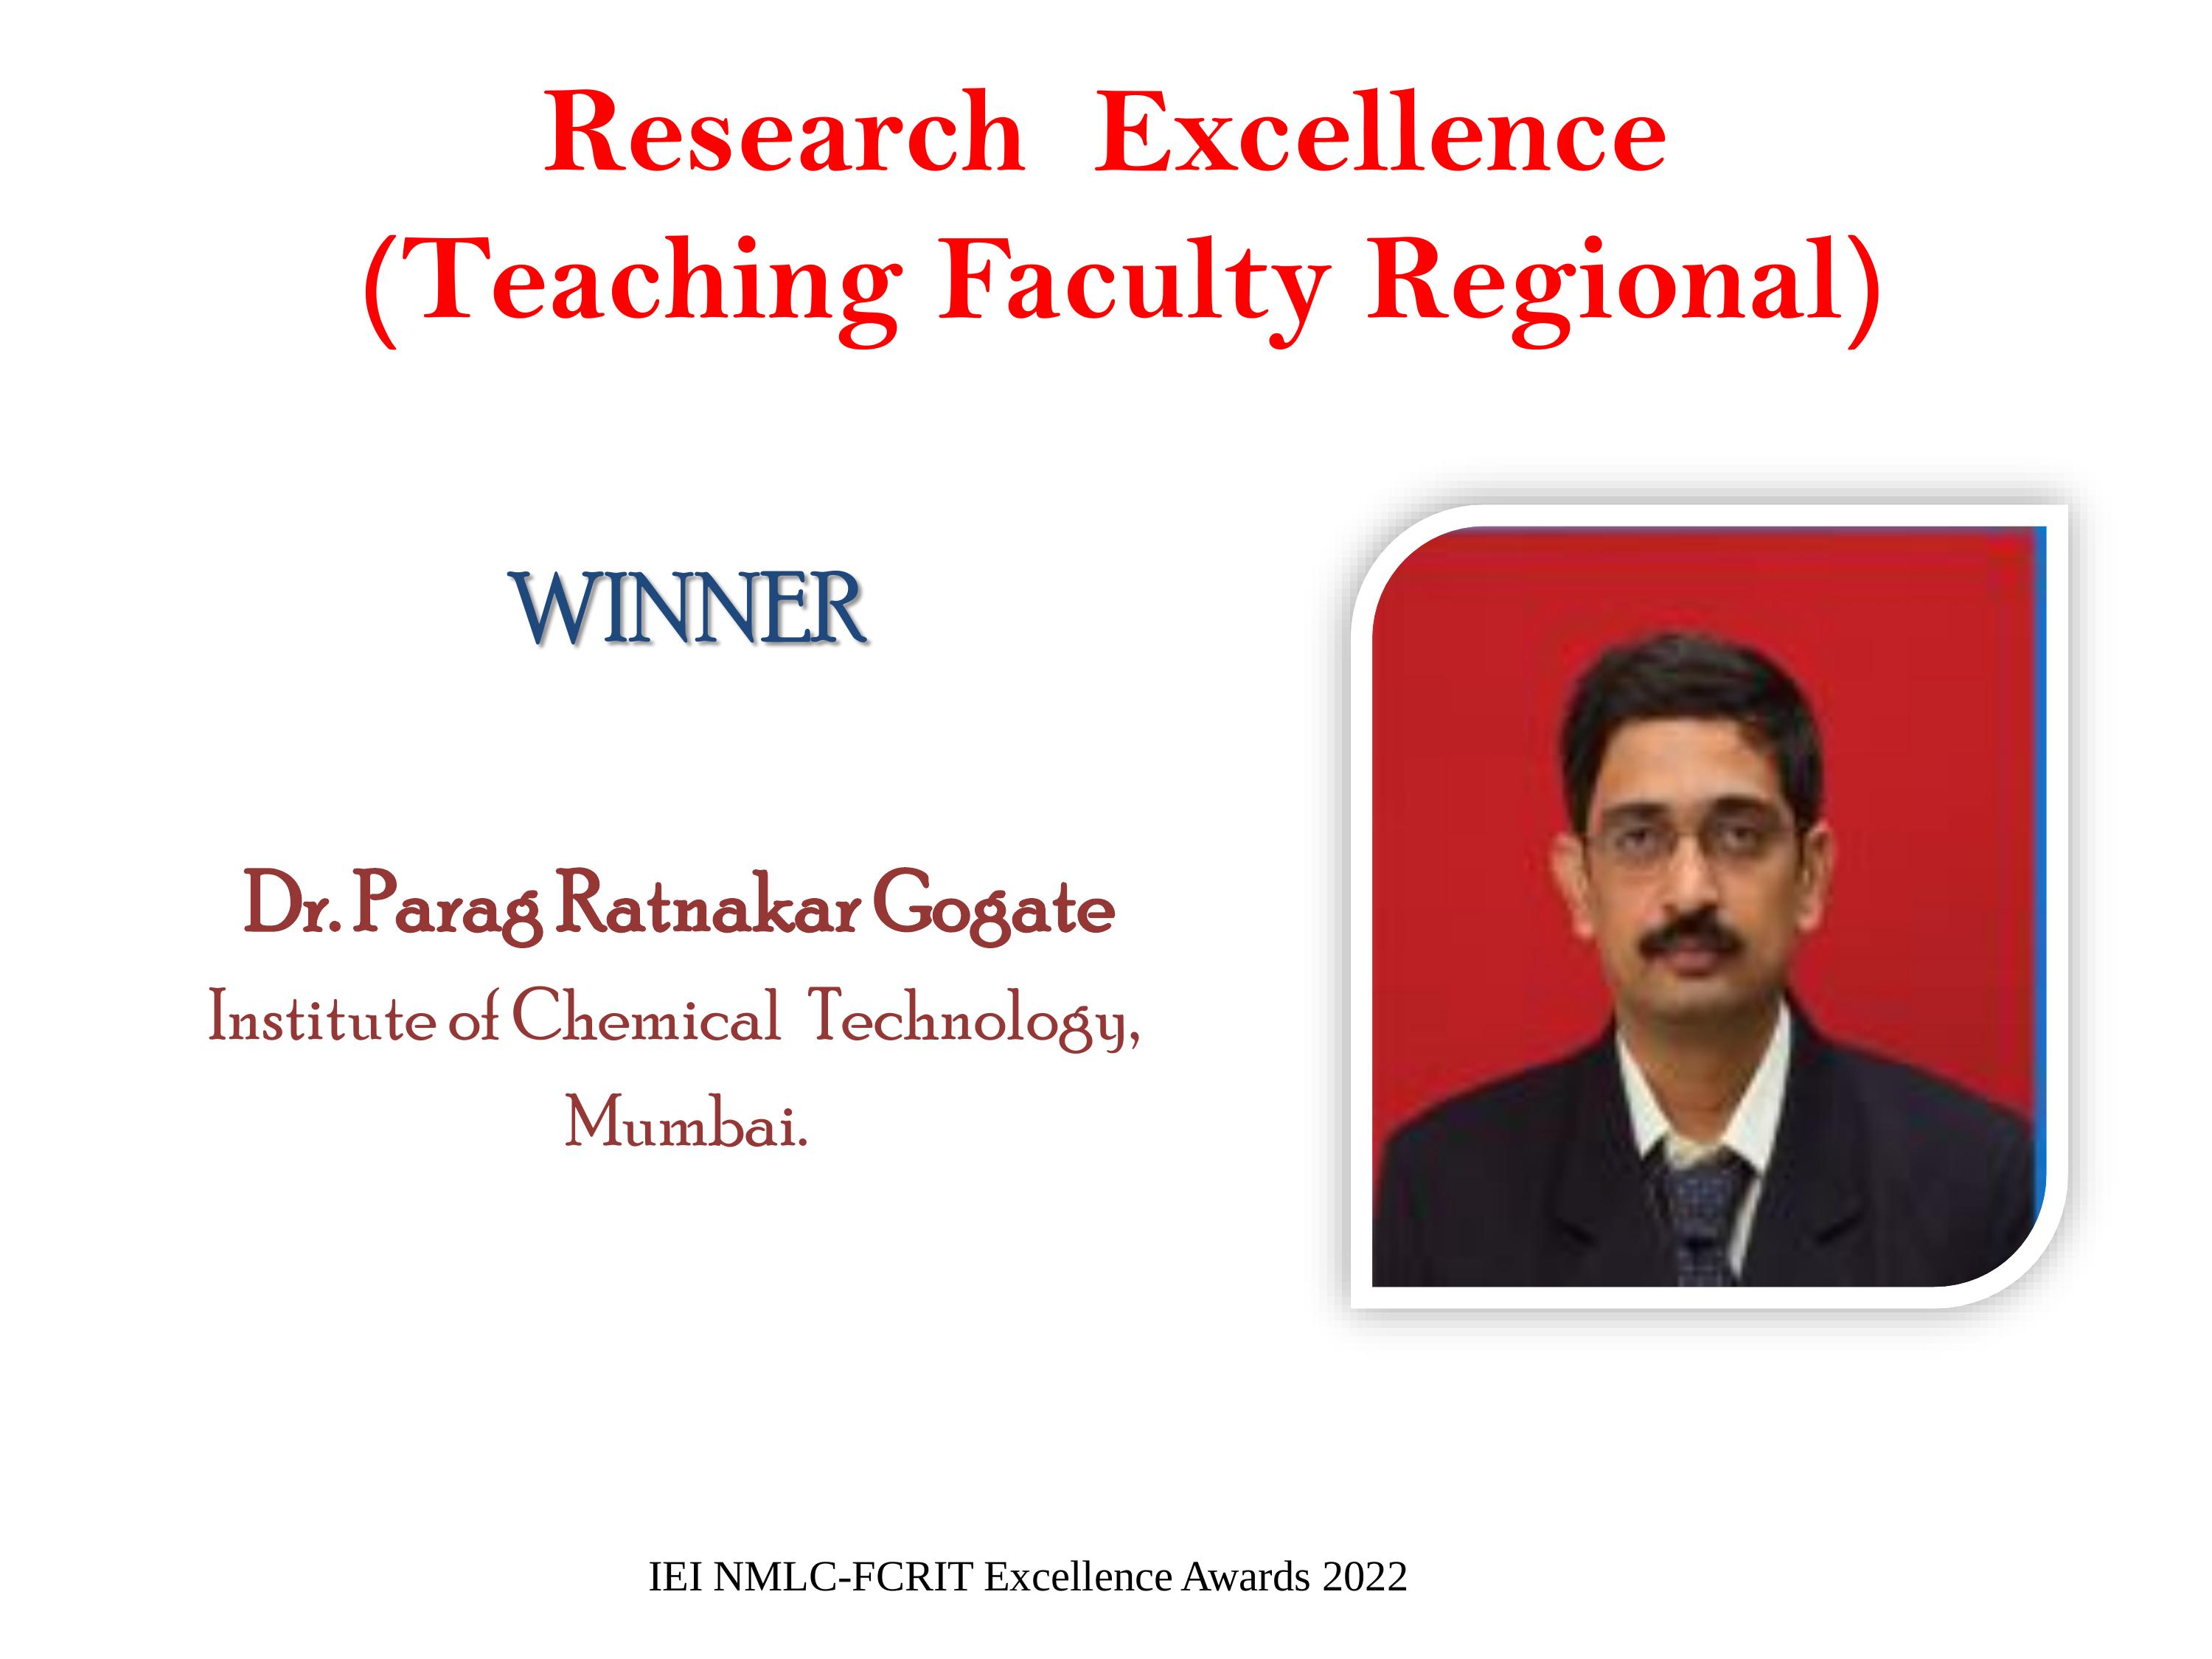 Research Excellence
(Teaching Faculty Regional)
WINNER
Dr. Parag Ratnakar Gogate
Institute of Chemical Technology,
Mumbai.
IEI NMLC-FCRIT Excellence Awards 2022